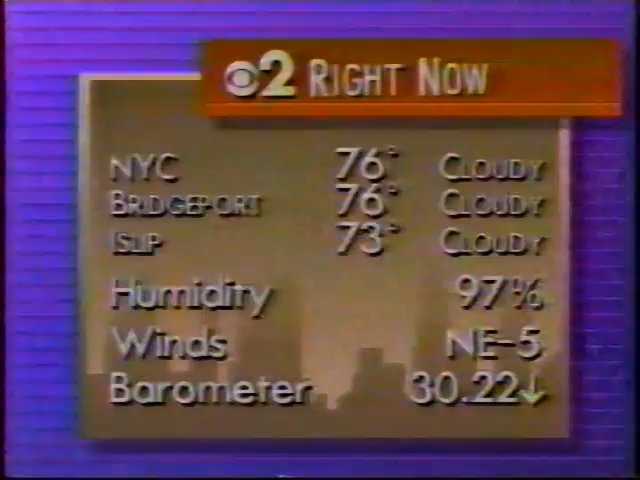 2 RIGHT NOW
NYC 76° CLOUDY
BRIDGEPORT 76° CLOUDY
ISLIP 73° CLOUDY
Humidity 97%
Winds NE-5
Barometer 30.22↓